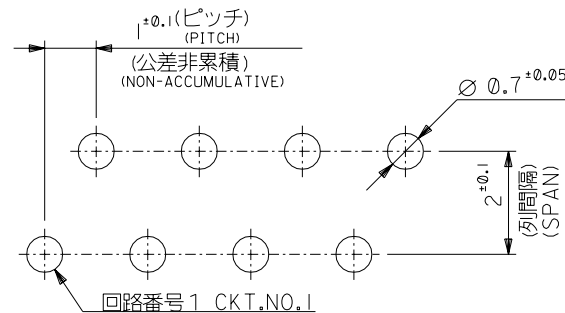 1±0.1(ピッチ)
(PITCH)
(公差非累積)
(NON-ACCUMULATIVE)
Ø 0.7±0.05
2±0.1
(列間隔)
(SPAN)
回路番号1 CKT.NO.1